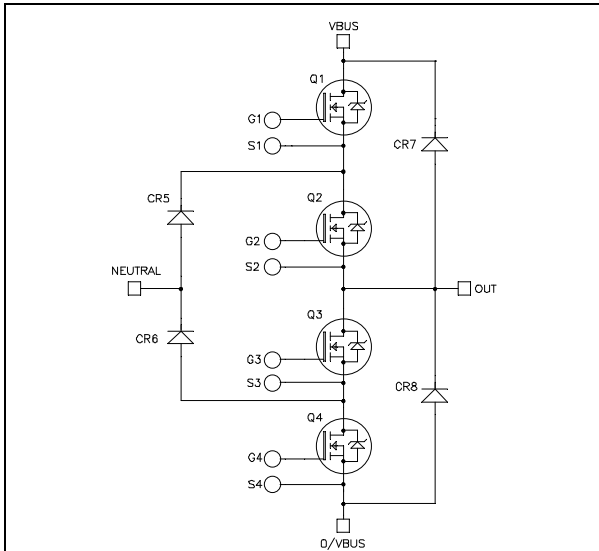 VBUS
Q1
G1
CR7
S1
CR5
Q2
G2
S2
NEUTRAL
OUT
Q3
CR6
G3
S3
CR8
Q4
G4
S4
0/VBUS